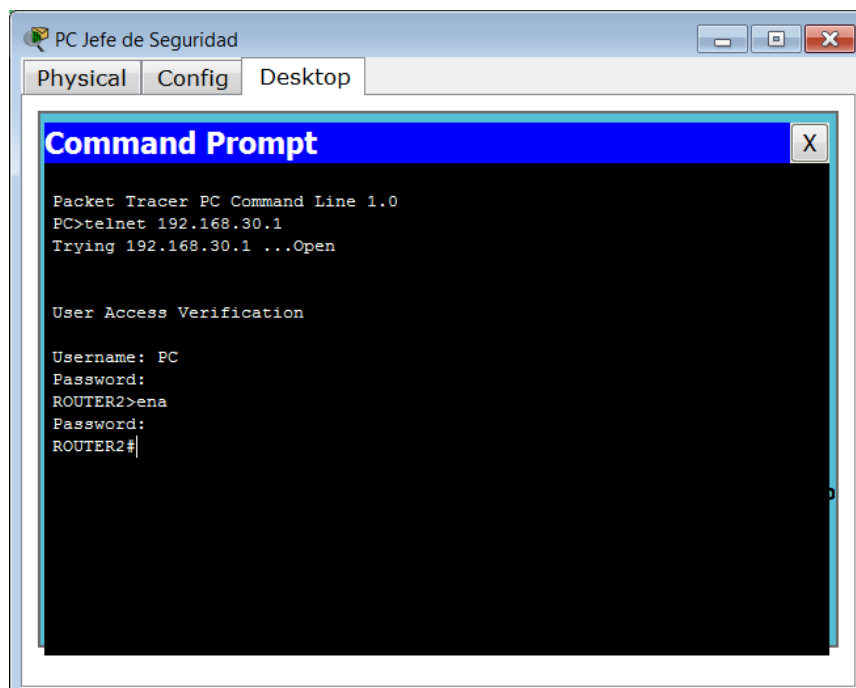 PC Jefe de Seguridad
Physical Config Desktop
Command Prompt X
Packet Tracer PC Command Line 1.0
PC>telnet 192.168.30.1
Trying 192.168.30.1 ...Open
User Access Verification
Username: PC
Password:
ROUTER2>ena
Password:
ROUTER2#